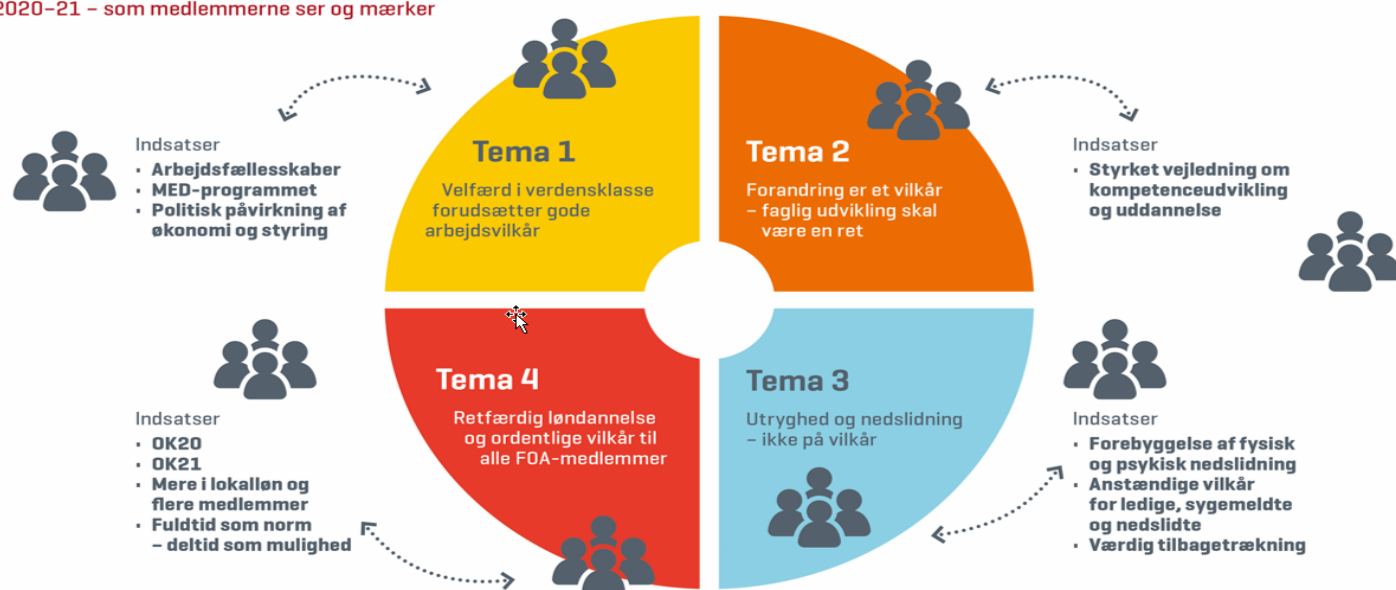 2020–21 – som medlemmerne ser og mærker
Indsatser
· Arbejdsfællesskaber
· MED-programmet
· Politisk påvirkning af
økonomi og styring
Tema 1
Velfærd i verdensklasse
forudsætter gode
arbejdsvilkår
Tema 2
Forandring er et vilkår
– faglig udvikling skal
være en ret
Indsatser
· Styrket vejledning om
kompetenceudvikling
og uddannelse
Indsatser
· OK20
· OK21
· Mere i lokalløn og
flere medlemmer
· Fuldtid som norm
– deltid som mulighed
Tema 4
Retfærdig løndannelse
og ordentlige vilkår til
alle FOA-medlemmer
Tema 3
Utryghed og nedslidning
– ikke på vilkår
Indsatser
· Forebyggelse af fysisk
og psykisk nedslidning
· Anstændige vilkår
for ledige, sygemeldte
og nedslidte
· Værdig tilbagetrækning